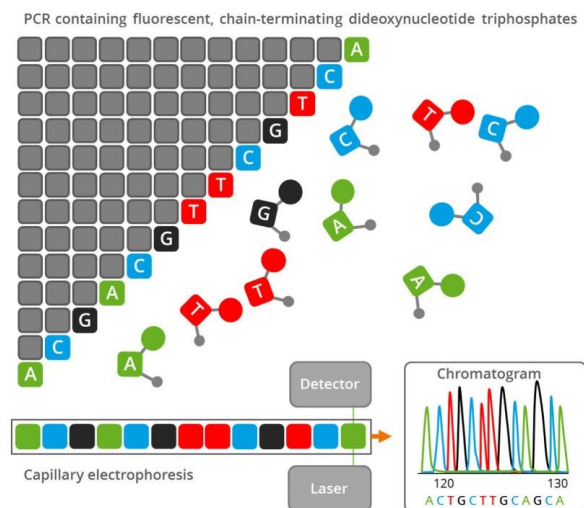 PCR containing fluorescent, chain-terminating dideoxynucleotide triphosphates
A
C
T
G
C
T
T
G
C
A
G
C
A
C
T
C
G
A
C
T
T
A
A
Detector
Capillary electrophoresis
Laser
Chromatogram
120 130
ACTGCTTGCAGCA